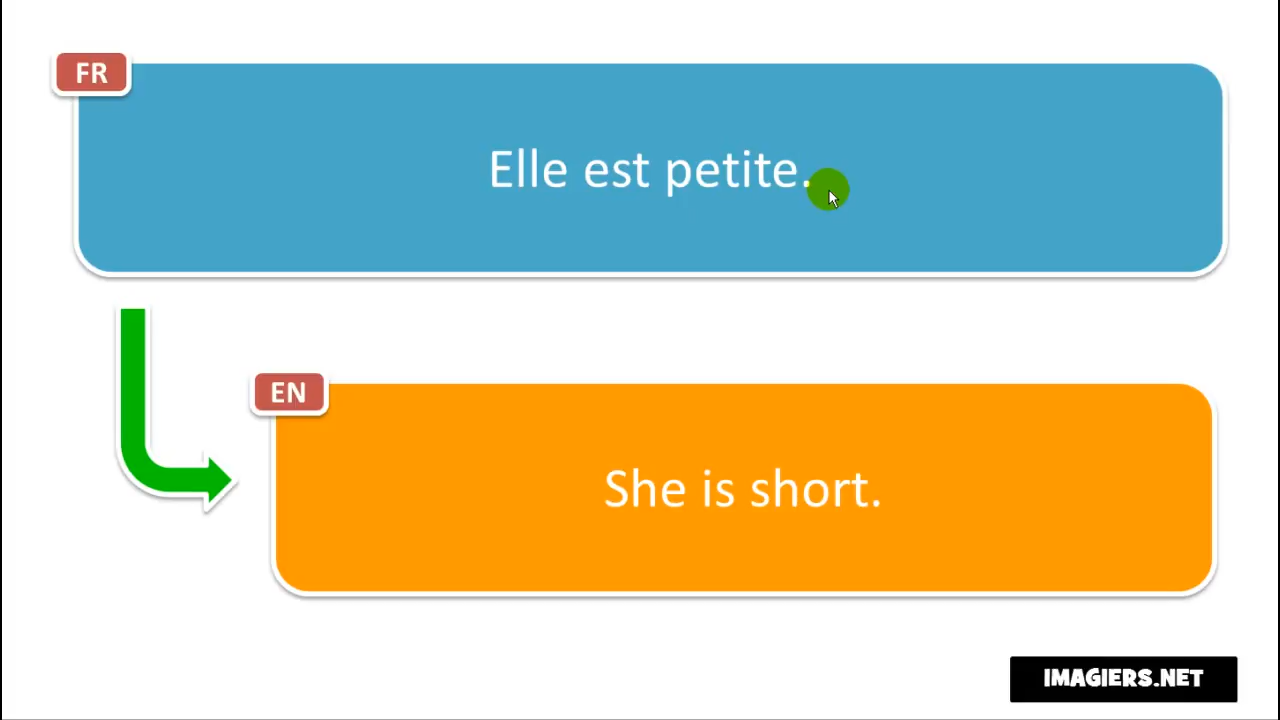 FR
Elle est petite.
EN
She is short.
IMAGIERS.NET